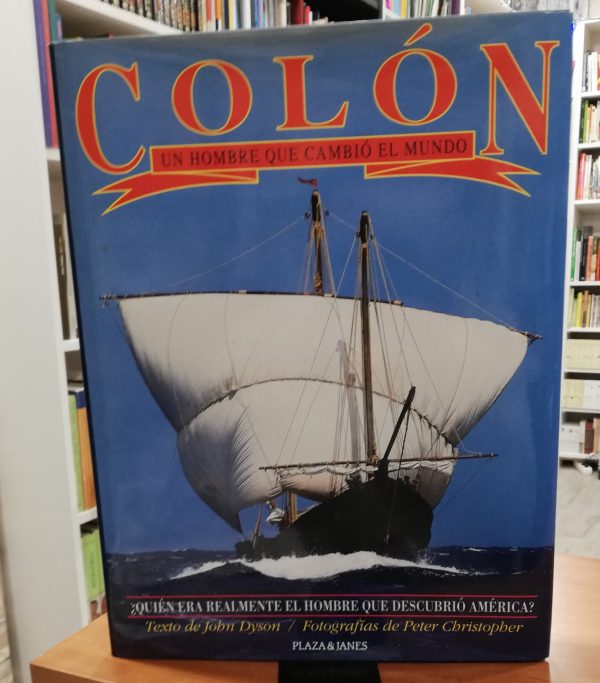 COLÓN
UN HOMBRE QUE CAMBIÓ EL MUNDO
¿QUIÉN ERA REALMENTE EL HOMBRE QUE DESCUBRIÓ AMÉRICA?
Texto de John Dyson / Fotografías de Peter Christopher
PLAZA & JANES